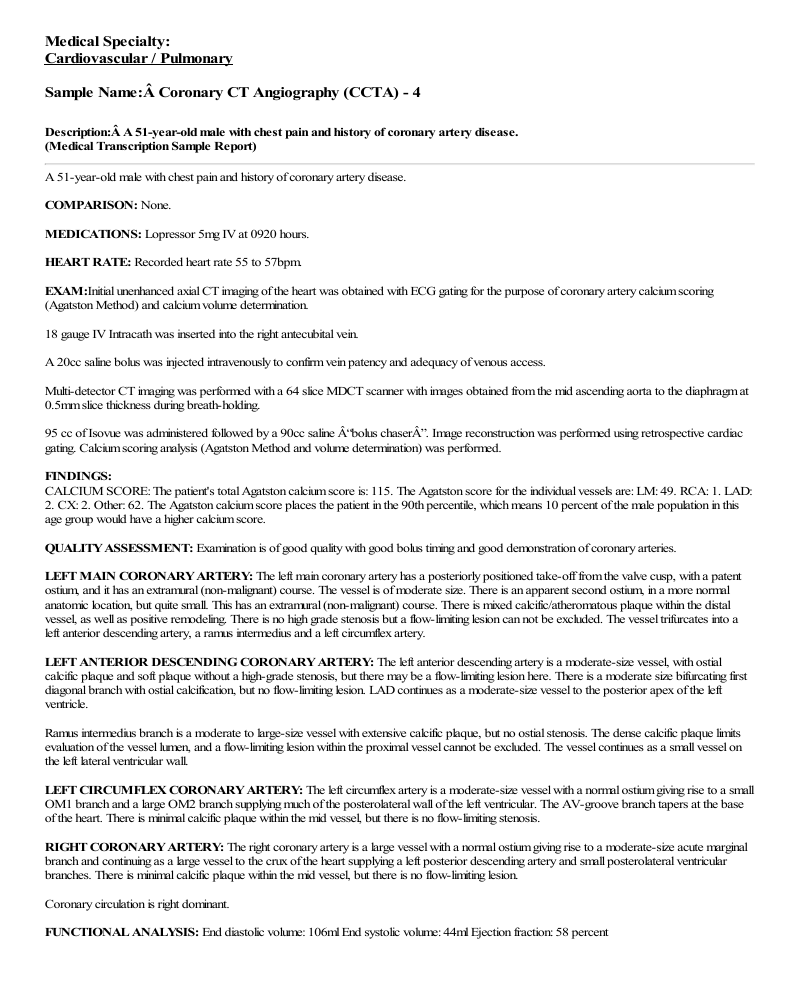 Medical Specialty:
Cardiovascular / Pulmonary
Sample Name:Â Coronary CT Angiography (CCTA) - 4
Description:Â A 51-year-old male with chest pain and history of coronary artery disease.
(Medical Transcription Sample Report)
A 51-year-old male with chest pain and history of coronary artery disease.
COMPARISON: None.
MEDICATIONS: Lopressor 5mg IV at 0920 hours.
HEART RATE: Recorded heart rate 55 to 57bpm.
EXAM:Initial unenhanced axial CT imaging of the heart was obtained with ECG gating for the purpose of coronary artery calcium scoring
(Agatston Method) and calcium volume determination.
18 gauge IV Intracath was inserted into the right antecubital vein.
A 20cc saline bolus was injected intravenously to confirm vein patency and adequacy of venous access.
Multi-detector CT imaging was performed with a 64 slice MDCT scanner with images obtained from the mid ascending aorta to the diaphragm at
0.5mm slice thickness during breath-holding.
95 cc of Isovue was administered followed by a 90cc saline Â“bolus chaserÂ”. Image reconstruction was performed using retrospective cardiac
gating. Calcium scoring analysis (Agatston Method and volume determination) was performed.
FINDINGS:
CALCIUM SCORE: The patient's total Agatston calcium score is: 115. The Agatston score for the individual vessels are: LM: 49. RCA: 1. LAD:
2. CX: 2. Other: 62. The Agatston calcium score places the patient in the 90th percentile, which means 10 percent of the male population in this
age group would have a higher calcium score.
QUALITY ASSESSMENT: Examination is of good quality with good bolus timing and good demonstration of coronary arteries.
LEFT MAIN CORONARY ARTERY: The left main coronary artery has a posteriorly positioned take-off from the valve cusp, with a patent
ostium, and it has an extramural (non-malignant) course. The vessel is of moderate size. There is an apparent second ostium, in a more normal
anatomic location, but quite small. This has an extramural (non-malignant) course. There is mixed calcific/atheromatous plaque within the distal
vessel, as well as positive remodeling. There is no high grade stenosis but a flow-limiting lesion can not be excluded. The vessel trifurcates into a
left anterior descending artery, a ramus intermedius and a left circumflex artery.
LEFT ANTERIOR DESCENDING CORONARY ARTERY: The left anterior descending artery is a moderate-size vessel, with ostial
calcific plaque and soft plaque without a high-grade stenosis, but there may be a flow-limiting lesion here. There is a moderate size bifurcating first
diagonal branch with ostial calcification, but no flow-limiting lesion. LAD continues as a moderate-size vessel to the posterior apex of the left
ventricle.
Ramus intermedius branch is a moderate to large-size vessel with extensive calcific plaque, but no ostial stenosis. The dense calcific plaque limits
evaluation of the vessel lumen, and a flow-limiting lesion within the proximal vessel cannot be excluded. The vessel continues as a small vessel on
the left lateral ventricular wall.
LEFT CIRCUMFLEX CORONARY ARTERY: The left circumflex artery is a moderate-size vessel with a normal ostium giving rise to a small
OM1 branch and a large OM2 branch supplying much of the posterolateral wall of the left ventricular. The AV-groove branch tapers at the base
of the heart. There is minimal calcific plaque within the mid vessel, but there is no flow-limiting stenosis.
RIGHT CORONARY ARTERY: The right coronary artery is a large vessel with a normal ostium giving rise to a moderate-size acute marginal
branch and continuing as a large vessel to the crux of the heart supplying a left posterior descending artery and small posterolateral ventricular
branches. There is minimal calcific plaque within the mid vessel, but there is no flow-limiting lesion.
Coronary circulation is right dominant.
FUNCTIONAL ANALYSIS: End diastolic volume: 106ml End systolic volume: 44ml Ejection fraction: 58 percent